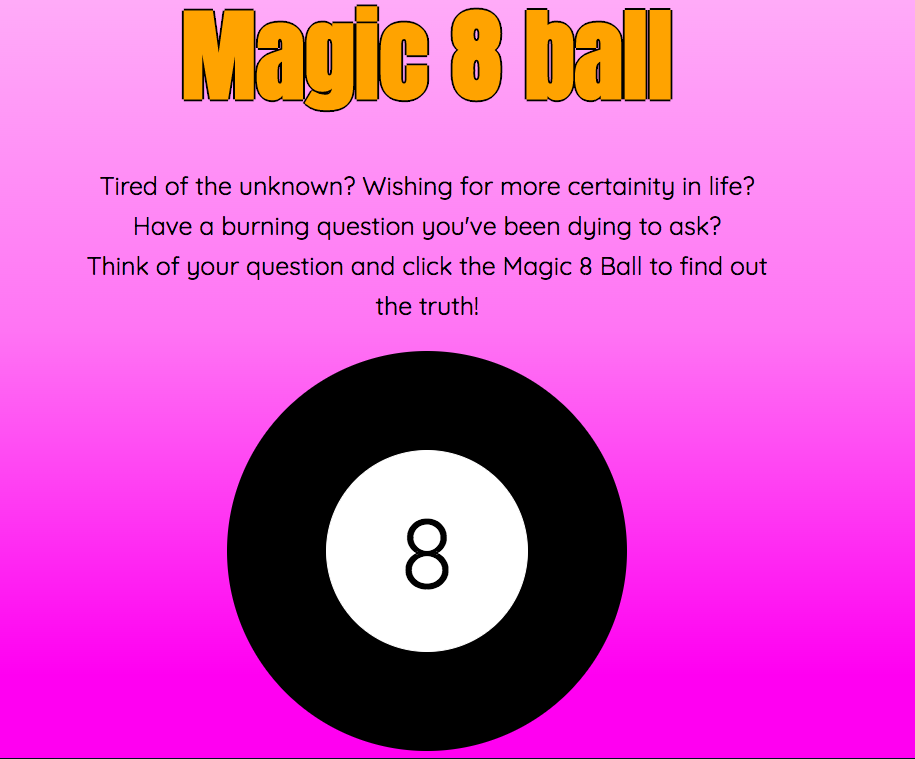 Magic 8 ball
Tired of the unknown? Wishing for more certainity in life?
Have a burning question you've been dying to ask?
Think of your question and click the Magic 8 Ball to find out
the truth!
8